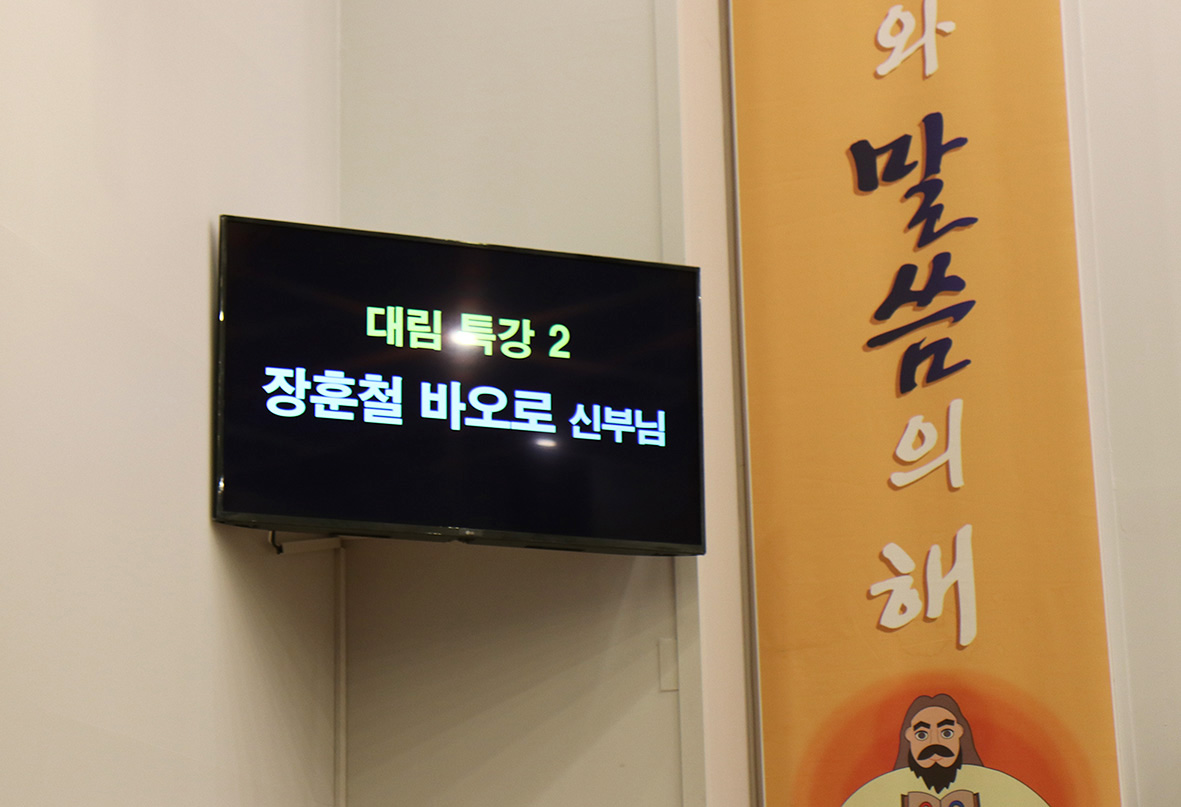 대림 특강 2
장훈철 바오로 신부님
와
말
씀
의
해